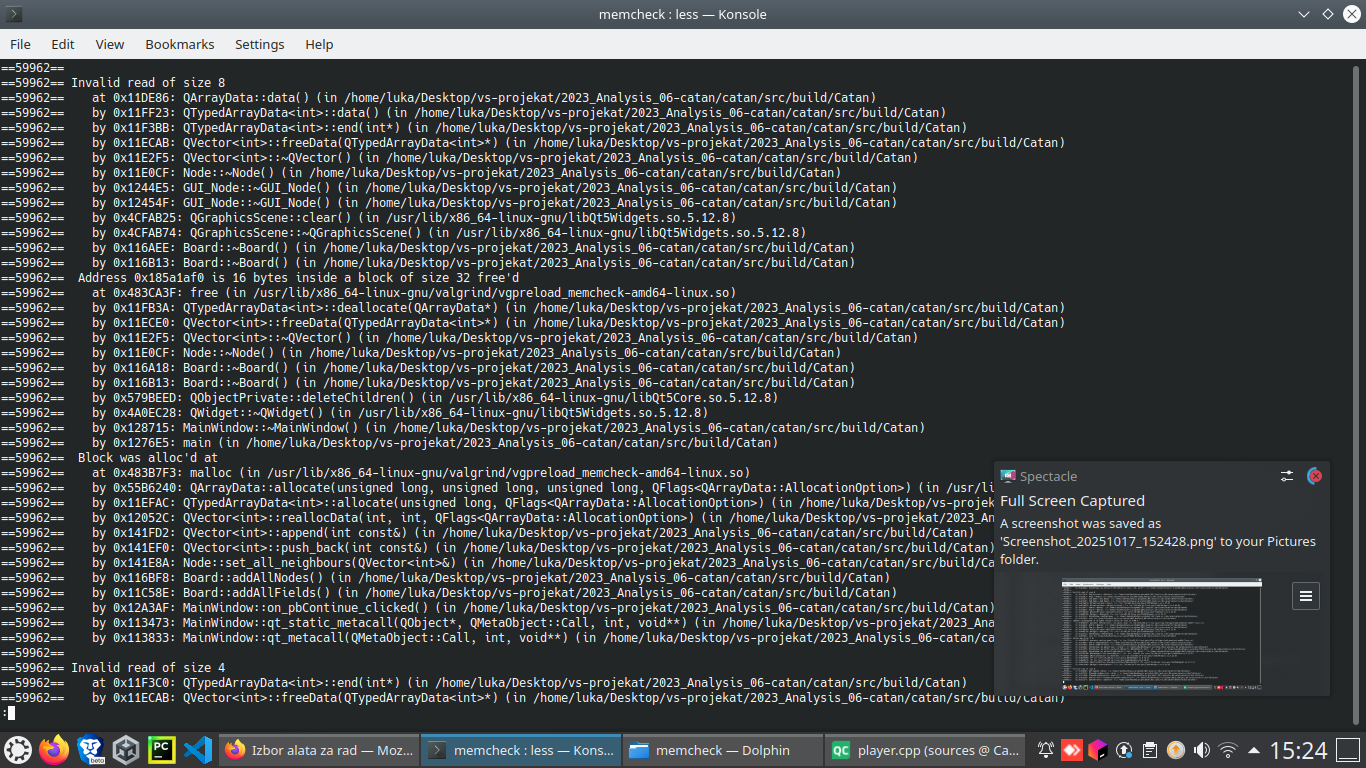 memcheck : less — Konsole
File Edit View Bookmarks Settings Help
==59962==
==59962== Invalid read of size 8
==59962==    at 0x11DE86: QArrayData::data() (in /home/luka/Desktop/vs-projekat/2023_Analysis_06-catan/catan/src/build/Catan)
==59962==    by 0x11FF23: QTypedArrayData<int>::data() (in /home/luka/Desktop/vs-projekat/2023_Analysis_06-catan/catan/src/build/Catan)
==59962==    by 0x11F3BB: QTypedArrayData<int>::end(int*) (in /home/luka/Desktop/vs-projekat/2023_Analysis_06-catan/catan/src/build/Catan)
==59962==    by 0x11ECAB: QVector<int>::freeData(QTypedArrayData<int>*) (in /home/luka/Desktop/vs-projekat/2023_Analysis_06-catan/catan/src/build/Catan)
==59962==    by 0x11E2F5: QVector<int>::~QVector() (in /home/luka/Desktop/vs-projekat/2023_Analysis_06-catan/catan/src/build/Catan)
==59962==    by 0x11E0CF: Node::~Node() (in /home/luka/Desktop/vs-projekat/2023_Analysis_06-catan/catan/src/build/Catan)
==59962==    by 0x1244E5: GUI_Node::~GUI_Node() (in /home/luka/Desktop/vs-projekat/2023_Analysis_06-catan/catan/src/build/Catan)
==59962==    by 0x12454F: GUI_Node::~GUI_Node() (in /home/luka/Desktop/vs-projekat/2023_Analysis_06-catan/catan/src/build/Catan)
==59962==    by 0x4CFAB25: QGraphicsScene::clear() (in /usr/lib/x86_64-linux-gnu/libQt5Widgets.so.5.12.8)
==59962==    by 0x4CFAB74: QGraphicsScene::~QGraphicsScene() (in /usr/lib/x86_64-linux-gnu/libQt5Widgets.so.5.12.8)
==59962==    by 0x116AEE: Board::~Board() (in /home/luka/Desktop/vs-projekat/2023_Analysis_06-catan/catan/src/build/Catan)
==59962==    by 0x116B13: Board::~Board() (in /home/luka/Desktop/vs-projekat/2023_Analysis_06-catan/catan/src/build/Catan)
==59962==  Address 0x185a1af0 is 16 bytes inside a block of size 32 free'd
==59962==    at 0x483CA3F: free (in /usr/lib/x86_64-linux-gnu/valgrind/vgpreload_memcheck-amd64-linux.so)
==59962==    by 0x11FB3A: QTypedArrayData<int>::deallocate(QArrayData*) (in /home/luka/Desktop/vs-projekat/2023_Analysis_06-catan/catan/src/build/Catan)
==59962==    by 0x11ECE0: QVector<int>::freeData(QTypedArrayData<int>*) (in /home/luka/Desktop/vs-projekat/2023_Analysis_06-catan/catan/src/build/Catan)
==59962==    by 0x11E2F5: QVector<int>::~QVector() (in /home/luka/Desktop/vs-projekat/2023_Analysis_06-catan/catan/src/build/Catan)
==59962==    by 0x11E0CF: Node::~Node() (in /home/luka/Desktop/vs-projekat/2023_Analysis_06-catan/catan/src/build/Catan)
==59962==    by 0x116A18: Board::~Board() (in /home/luka/Desktop/vs-projekat/2023_Analysis_06-catan/catan/src/build/Catan)
==59962==    by 0x116B13: Board::~Board() (in /home/luka/Desktop/vs-projekat/2023_Analysis_06-catan/catan/src/build/Catan)
==59962==    by 0x579BEED: QObjectPrivate::deleteChildren() (in /usr/lib/x86_64-linux-gnu/libQt5Core.so.5.12.8)
==59962==    by 0x4A0EC28: QWidget::~QWidget() (in /usr/lib/x86_64-linux-gnu/libQt5Widgets.so.5.12.8)
==59962==    by 0x128715: MainWindow::~MainWindow() (in /home/luka/Desktop/vs-projekat/2023_Analysis_06-catan/catan/src/build/Catan)
==59962==    by 0x1276E5: main (in /home/luka/Desktop/vs-projekat/2023_Analysis_06-catan/catan/src/build/Catan)
==59962==  Block was alloc'd at
==59962==    at 0x483B7F3: malloc (in /usr/lib/x86_64-linux-gnu/valgrind/vgpreload_memcheck-amd64-linux.so)
==59962==    by 0x55B6240: QArrayData::allocate(unsigned long, unsigned long, unsigned long, QFlags<QArrayData::AllocationOption>) (in /usr/li
==59962==    by 0x11EFAC: QTypedArrayData<int>::allocate(unsigned long, QFlags<QArrayData::AllocationOption>) (in /home/luka/Desktop/vs-projekat
==59962==    by 0x12052C: QVector<int>::reallocData(int, int, QFlags<QArrayData::AllocationOption>) (in /home/luka/Desktop/vs-projekat/2023_An
==59962==    by 0x141FD2: QVector<int>::append(int const&) (in /home/luka/Desktop/vs-projekat/2023_Analysis_06-catan/catan
==59962==    by 0x141EF0: QVector<int>::push_back(int const&) (in /home/luka/Desktop/vs-projekat/2023_Analysis_06-catan/
==59962==    by 0x141E8A: Node::set_all_neighbours(QVector<int>&) (in /home/luka/Desktop/vs-projekat/2023_Analysis_06-catan
==59962==    by 0x116BF8: Board::addAllNodes() (in /home/luka/Desktop/vs-projekat/2023_Analysis_06-catan/catan/src/build/Catan)
==59962==    by 0x11C58E: Board::addAllFields() (in /home/luka/Desktop/vs-projekat/2023_Analysis_06-catan/catan/src/build/Catan)
==59962==    by 0x12A3AF: MainWindow::on_pbContinue_clicked() (in /home/luka/Desktop/vs-projekat/2023_Analysis_06-catan/
==59962==    by 0x113473: MainWindow::qt_static_metacall(QObject*, QMetaObject::Call, int, void**) (in /home/luka/Desktop/vs-projekat/2023_Ana
==59962==    by 0x113833: MainWindow::qt_metacall(QMetaObject::Call, int, void**) (in /home/luka/Desktop/vs-projekat/2023_Analysis_06-catan/ca
==59962==
==59962== Invalid read of size 4
==59962==    at 0x11F3C0: QTypedArrayData<int>::end(int*) (in /home/luka/Desktop/vs-projekat/2023_Analysis_06-catan/catan/src/build/Catan)
==59962==    by 0x11ECAB: QVector<int>::freeData(QTypedArrayData<int>*) (in /home/luka/Desktop/vs-projekat/2023_Analysis_06-catan/catan/src/build/Catan)
:
Spectacle
Full Screen Captured
A screenshot was saved as
'Screenshot_20251017_152428.png' to your Pictures
folder.
beta
PC
Izbor alata za rad — Moz...
memcheck : less — Kons...
memcheck — Dolphin
QC
player.cpp (sources @ Ca...
15:24